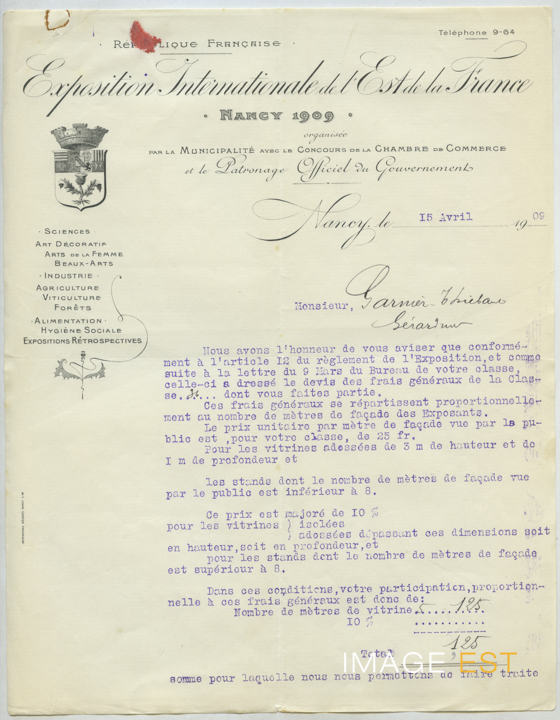 Téléphone 9-64
République Française
Exposition Internationale de l'Est de la France
NANCY 1909
organisée
PAR LA MUNICIPALITÉ AVEC LE CONCOURS DE LA CHAMBRE DE COMMERCE
et le Patronage Officiel du Gouvernement
Nancy, le 15 Avril 1909
SCIENCES
ART DÉCORATIF
ARTS DE LA FEMME
BEAUX-ARTS
INDUSTRIE
AGRICULTURE
VITICULTURE
FORÊTS
ALIMENTATION
HYGIÈNE SOCIALE
EXPOSITIONS RÉTROSPECTIVES
Monsieur, Garnier-Thiébaut
Gérardmer
Nous avons l'honneur de vous aviser que conformé-
ment à l'article 12 du règlement de l'Exposition,et comme
suite à la lettre du 9 Mars du Bureau de votre classe,
celle-ci a dressé le devis des frais généraux de la Clas-
se.... dont vous faites partie.
Ces frais généraux se répartissent proportionnelle-
ment au nombre de mètres de façade des Exposants.
Le prix unitaire par mètre de façade vue par la pu-
blic est ,pour votre classe, de 25 fr.
Pour les vitrines adossées de 3 m de hauteur et de
I m de profondeur et
les stands dont le nombre de mètres de façade vue
par le public est inférieur à 8.
Ce prix est majoré de 10 %
pour les vitrines } isolées
} adossées dépassant ces dimensions soit
en hauteur,soit en profondeur,et
pour les stands dont le nombre de mètres de façade
est supérieur à 8.
Dans ces conditions,votre participation,proportion-
nelle à ces frais généraux est donc de:
Nombre de mètres de vitrine 5 .... 125.
10 % ...........
Total 125
somme pour laquelle nous nous permettons de faire traite
IMAGE'EST